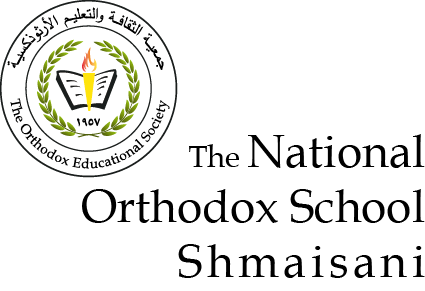 جمعية الثقافة والتعليم الأرثوذكسية
١٩٥٧
The Orthodox Educational Society
The National
Orthodox School
Shmaisani